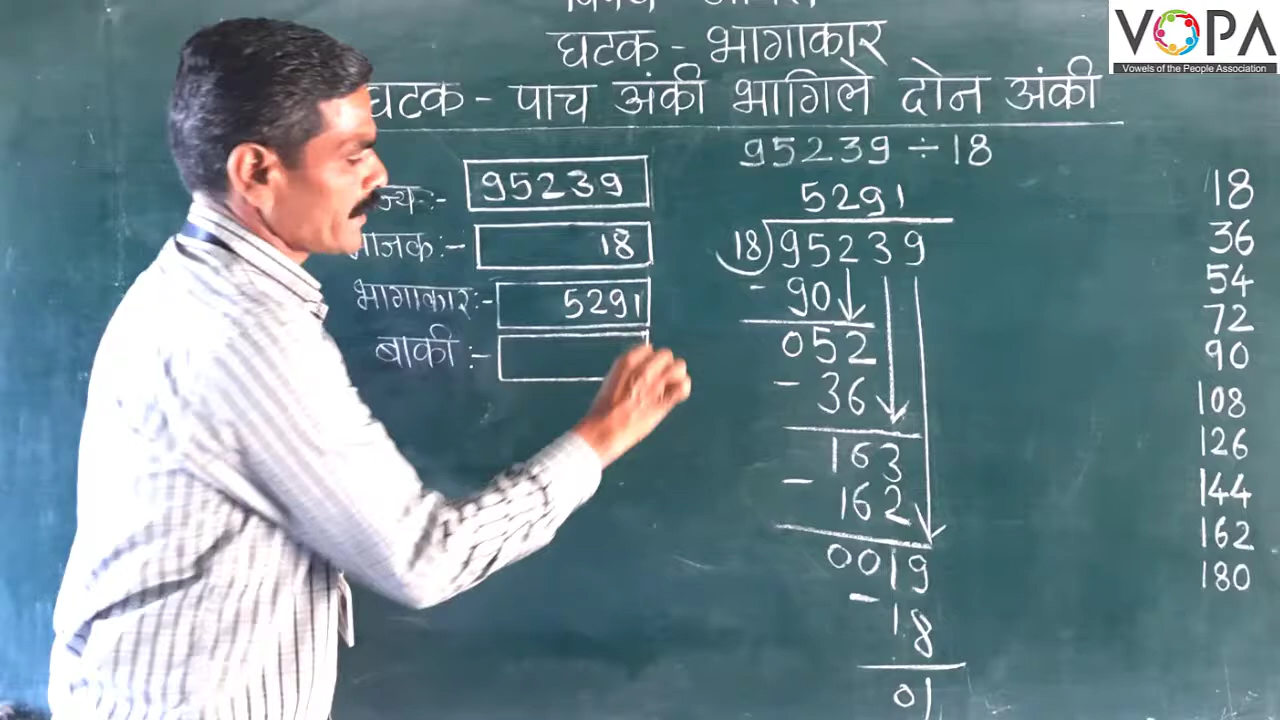 घटक - भागाकार
घटक - पाच अंकी भागिले दोन अंकी
95239 ÷ 18
ज्य :- 95239
भाजक :- 18
भागाकार :- 5291
बाकी :-
5291
18)95239
- 90
052
- 36
163
- 162
0019
- 18
01
18
36
54
72
90
108
126
144
162
180
VOPA
Vowels of the People Association